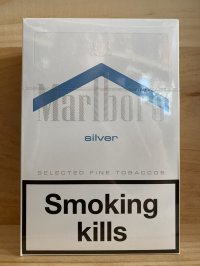 Marlboro
silver
SELECTED FINE TOBACCOS
Smoking
kills